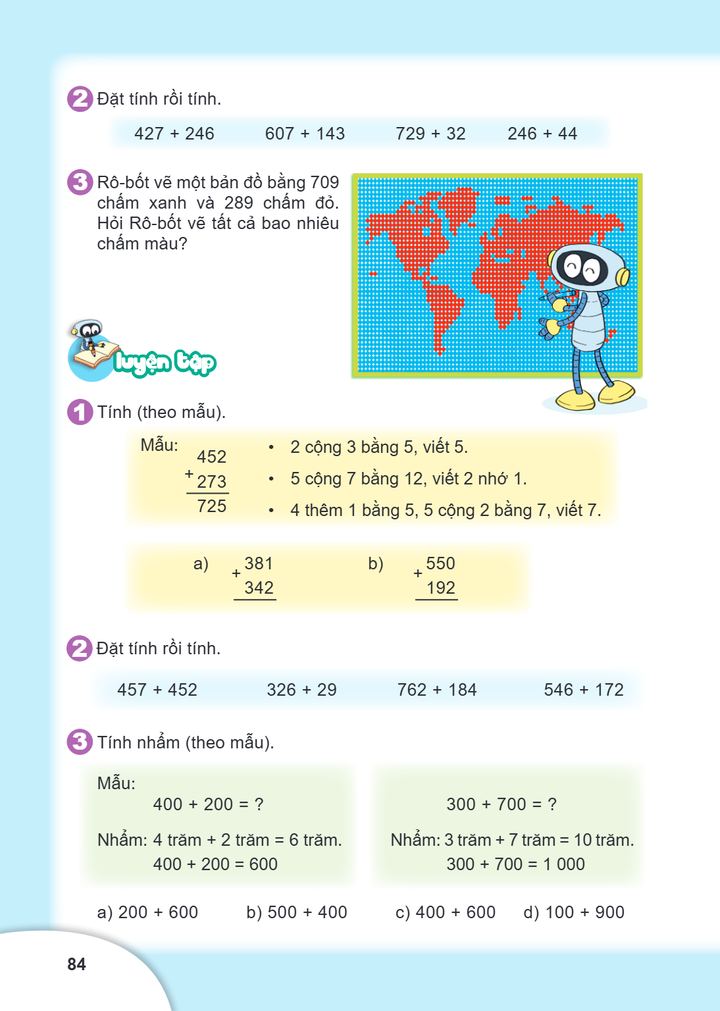 2 Đặt tính rồi tính.
427 + 246 607 + 143 729 + 32 246 + 44
3 Rô-bốt vẽ một bản đồ bằng 709
chấm xanh và 289 chấm đỏ.
Hỏi Rô-bốt vẽ tất cả bao nhiêu
chấm màu?
luyện tập
1 Tính (theo mẫu).
Mẫu:
452
+
273
725
• 2 cộng 3 bằng 5, viết 5.
• 5 cộng 7 bằng 12, viết 2 nhớ 1.
• 4 thêm 1 bằng 5, 5 cộng 2 bằng 7, viết 7.
a)
381
+
342
b)
550
+
192
2 Đặt tính rồi tính.
457 + 452 326 + 29 762 + 184 546 + 172
3 Tính nhẩm (theo mẫu).
Mẫu:
400 + 200 = ?
Nhẩm: 4 trăm + 2 trăm = 6 trăm.
400 + 200 = 600
300 + 700 = ?
Nhẩm: 3 trăm + 7 trăm = 10 trăm.
300 + 700 = 1 000
a) 200 + 600 b) 500 + 400 c) 400 + 600 d) 100 + 900
84